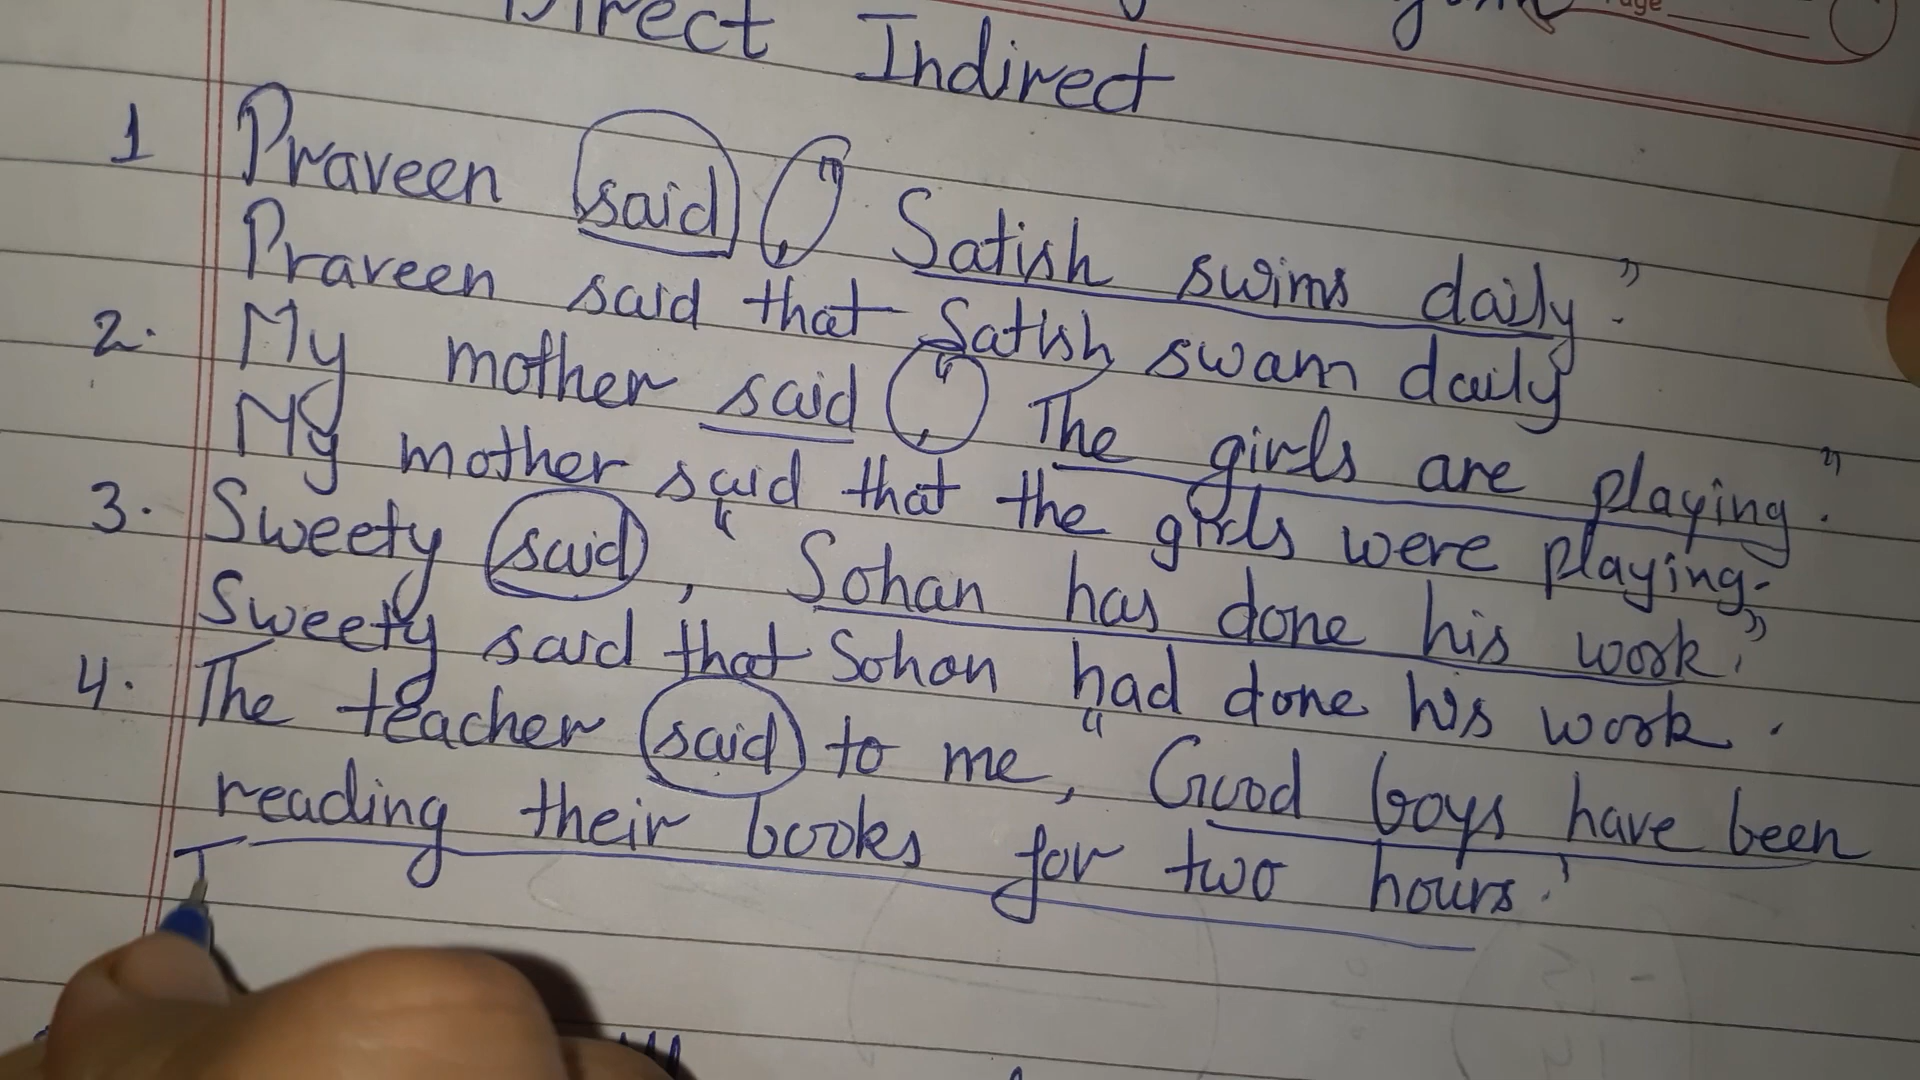 Direct Indirect
1 Praveen said, " Satish swims daily."
Praveen said that Satish swam daily
2. My mother said, " The girls are playing."
My mother said that the girls were playing.
3. Sweety said, " Sohan has done his work."
Sweety said that Sohan had done his work.
4. The teacher said to me, " Good boys have been
reading their books for two hours."
T